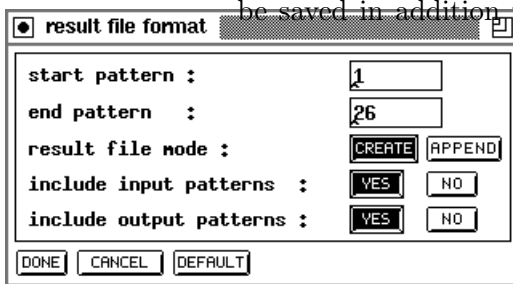 be saved in addition
result file format
start pattern : 1
end pattern : 26
result file mode : CREATE APPEND
include input patterns : YES NO
include output patterns : YES NO
DONE CANCEL DEFAULT